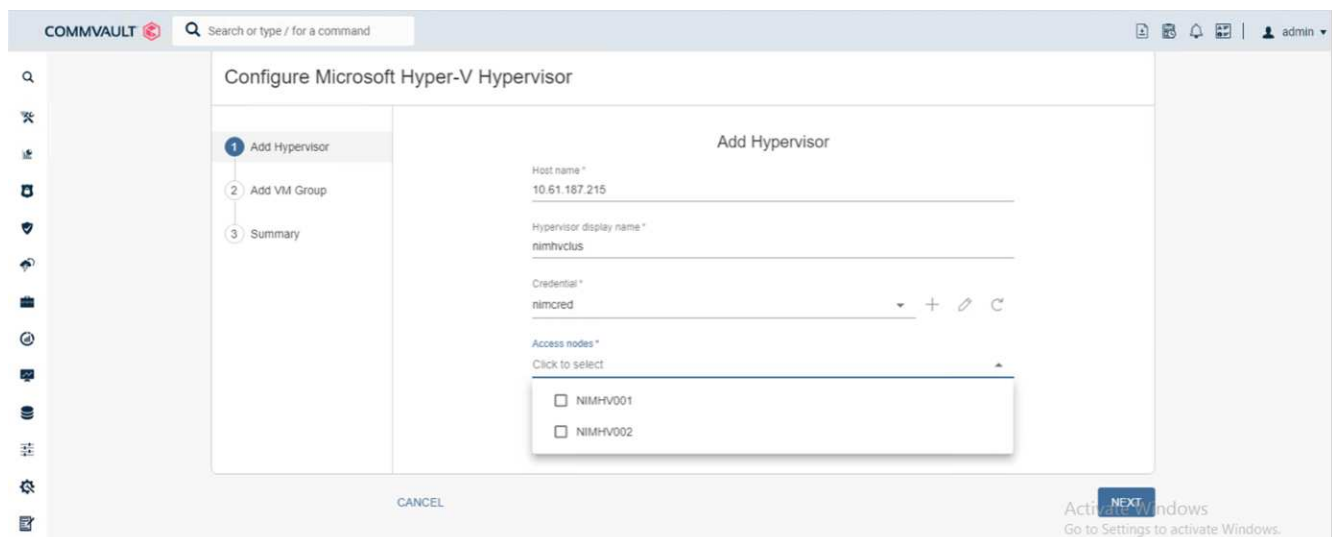 COMMVAULT
Search or type / for a command
admin
Configure Microsoft Hyper-V Hypervisor
1 Add Hypervisor
2 Add VM Group
3 Summary
Add Hypervisor
Host name *
10.61.187.215
Hypervisor display name *
nimhvclus
Credential *
nimcred
Access nodes *
Click to select
NIMHV001
NIMHV002
CANCEL
NEXT
Activate Windows
Go to Settings to activate Windows.